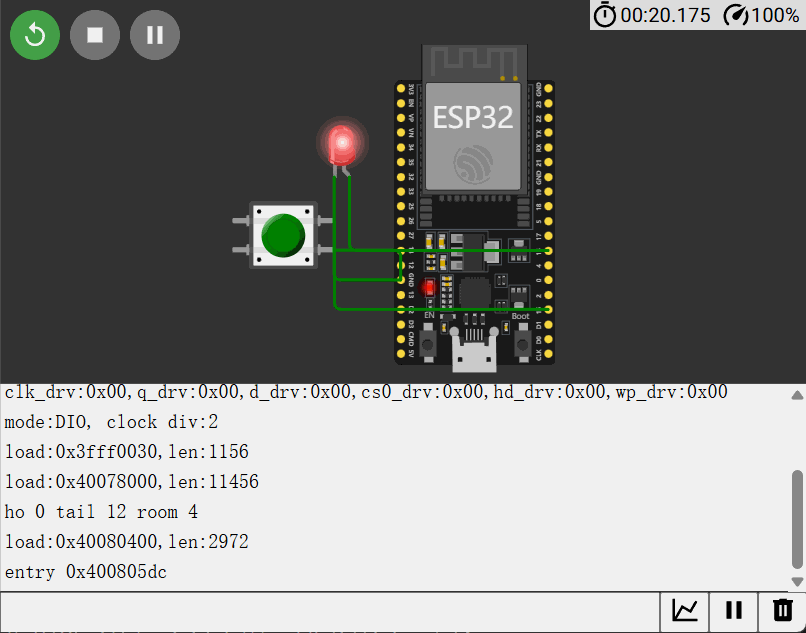 00:20.175 100%
ESP32
3V3
EN
VP
VN
34
35
32
33
25
26
27
12
GND
13
D3
CMD
5V
GND
23
22
TX
RX
21
GND
19
18
5
17
4
0
2
D1
D0
CLK
EN
Boot
clk_drv:0x00,q_drv:0x00,d_drv:0x00,cs0_drv:0x00,hd_drv:0x00,wp_drv:0x00
mode:DIO, clock div:2
load:0x3fff0030,len:1156
load:0x40078000,len:11456
ho 0 tail 12 room 4
load:0x40080400,len:2972
entry 0x400805dc